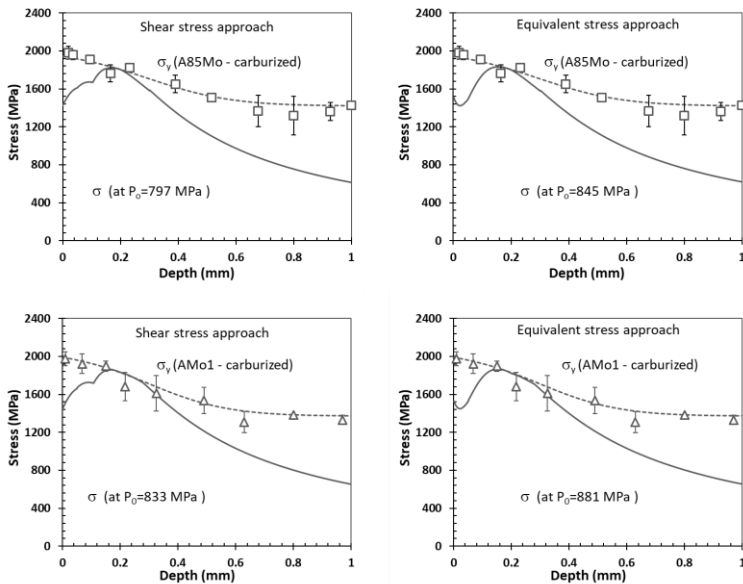 Shear stress approach
2400
2000
1600
1200
800
400
0
Stress (MPa)
σy (A85Mo - carburized)
σ (at Po=797 MPa )
0 0.2 0.4 0.6 0.8 1
Depth (mm)
Equivalent stress approach
2400
2000
1600
1200
800
400
0
Stress (MPa)
σy (A85Mo - carburized)
σ (at Po=845 MPa )
0 0.2 0.4 0.6 0.8 1
Depth (mm)
Shear stress approach
2400
2000
1600
1200
800
400
0
Stress (MPa)
σy (AMo1 - carburized)
σ (at P0=833 MPa )
0 0.2 0.4 0.6 0.8 1
Depth (mm)
Equivalent stress approach
2400
2000
1600
1200
800
400
0
Stress (MPa)
σy (AMo1 - carburized)
σ (at P0=881 MPa )
0 0.2 0.4 0.6 0.8 1
Depth (mm)